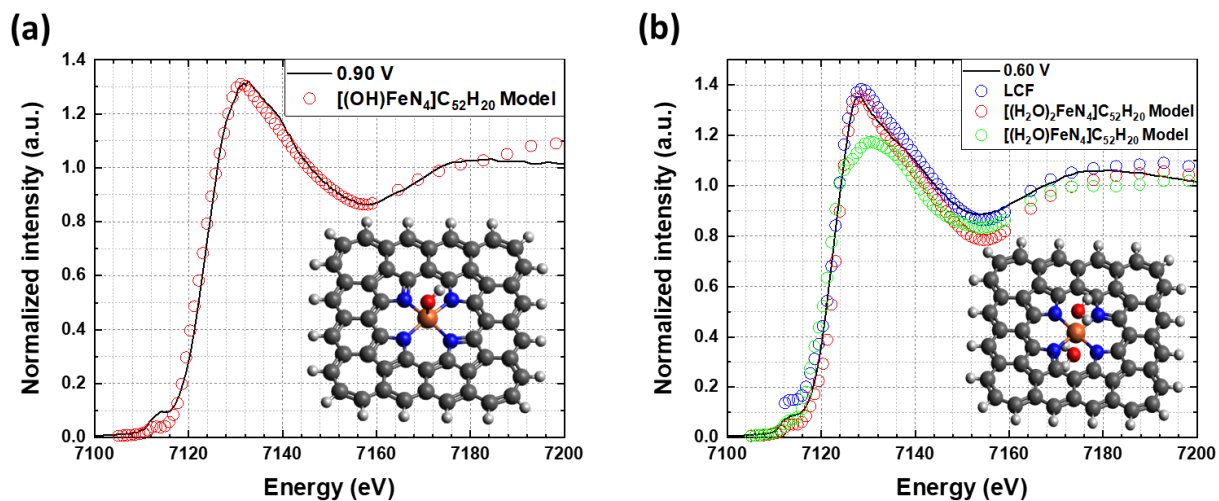 (a)
Normalized intensity (a.u.)
1.4
1.2
1.0
0.8
0.6
0.4
0.2
0.0
0.90 V
[(OH)FeN₄]C₅₂H₂₀ Model
7100
7120
7140
7160
7180
7200
Energy (eV)
(b)
Normalized intensity (a.u.)
1.4
1.2
1.0
0.8
0.6
0.4
0.2
0.0
0.60 V
LCF
[(H₂O)₂FeN₄]C₅₂H₂₀ Model
[(H₂O)FeN₄]C₅₂H₂₀ Model
7100
7120
7140
7160
7180
7200
Energy (eV)